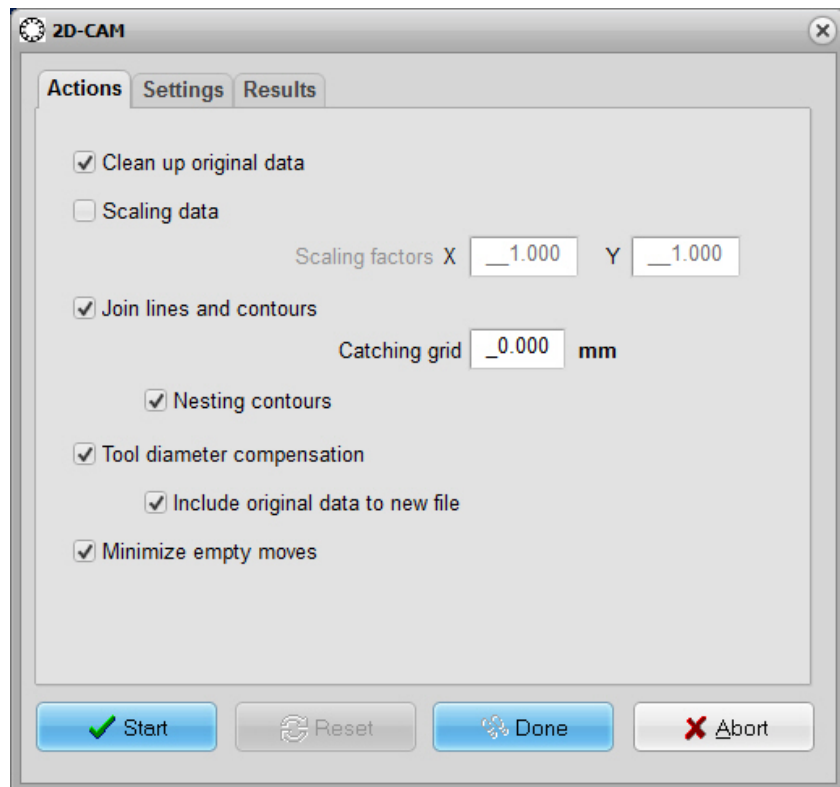 2D-CAM
Actions Settings Results
Clean up original data
Scaling data
Scaling factors X __1.000 Y __1.000
Join lines and contours
Catching grid _0.000 mm
Nesting contours
Tool diameter compensation
Include original data to new file
Minimize empty moves
Start Reset Done Abort